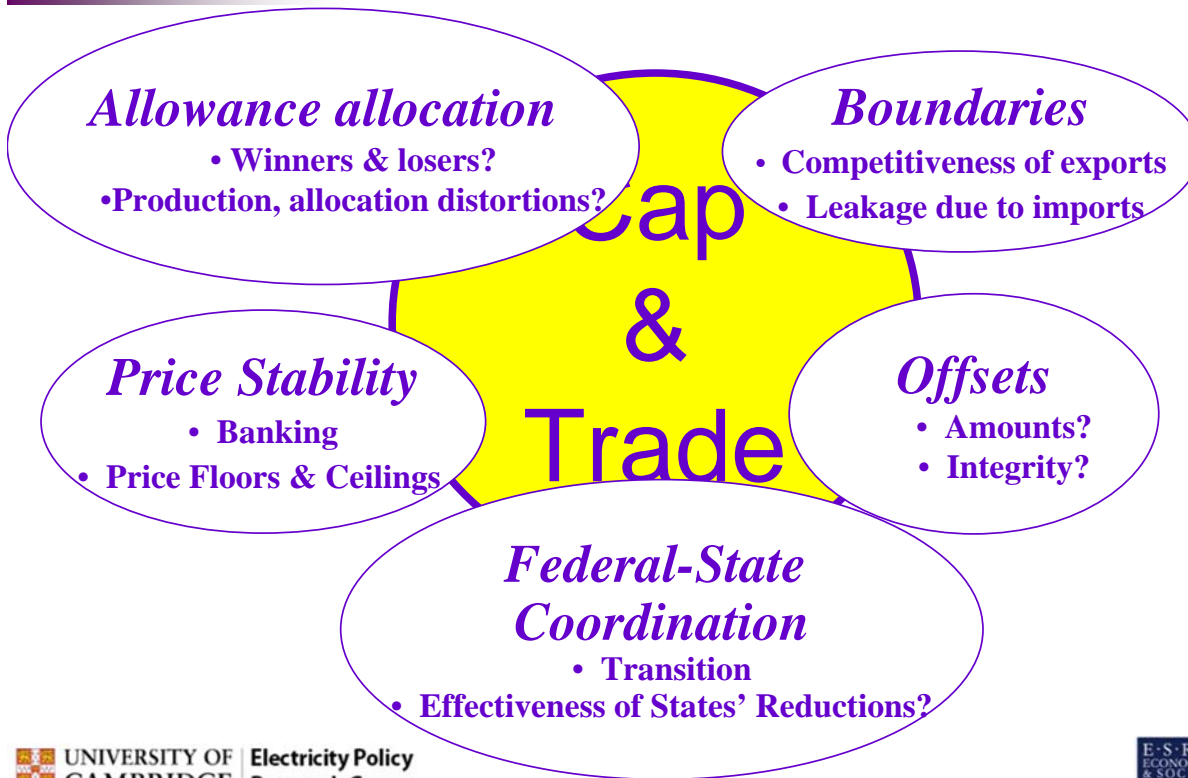 Allowance allocation
• Winners & losers?
•Production, allocation distortions?
Boundaries
• Competitiveness of exports
• Leakage due to imports
Cap
&
Trade
Price Stability
• Banking
• Price Floors & Ceilings
Offsets
• Amounts?
• Integrity?
Federal-State
Coordination
• Transition
• Effectiveness of States’ Reductions?
UNIVERSITY OF
CAMBRIDGE
Electricity Policy